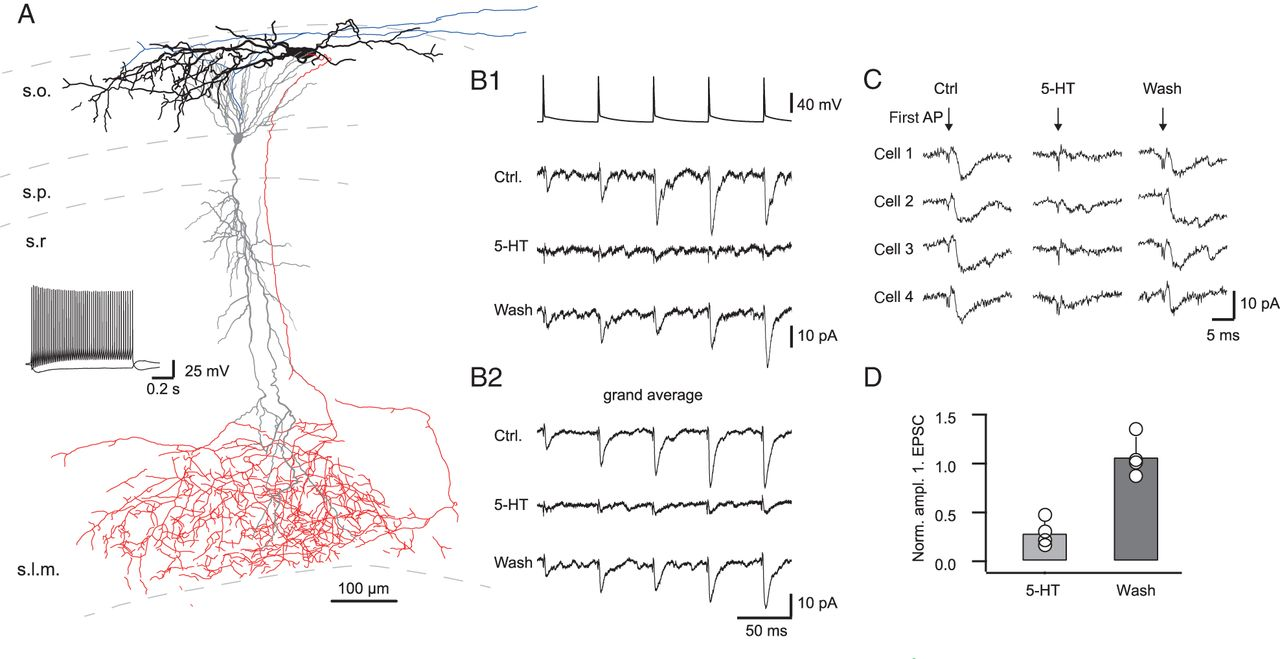 A
s.o.
s.p.
s.r
25 mV
0.2 s
s.l.m.
100 µm
B1
40 mV
Ctrl.
5-HT
Wash
10 pA
B2
grand average
Ctrl.
5-HT
Wash
10 pA
50 ms
C
Ctrl 5-HT Wash
First AP
Cell 1
Cell 2
Cell 3
Cell 4
10 pA
5 ms
D
Norm. ampl. 1. EPSC
1.5
1.0
0.5
0.0
5-HT Wash